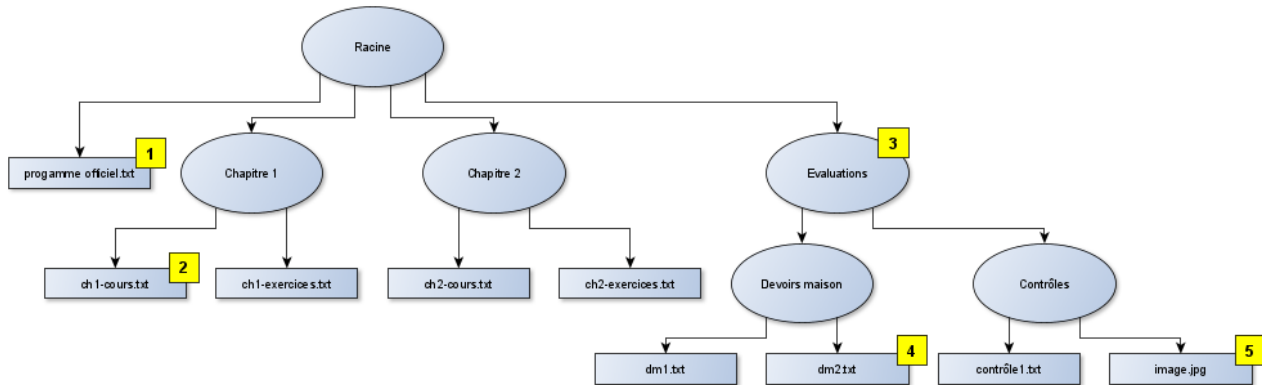 Racine
1
3
progamme officiel.txt
Chapitre 1
Chapitre 2
Evaluations
2
ch1-cours.txt
ch1-exercices.txt
ch2-cours.txt
ch2-exercices.txt
Devoirs maison
Contrôles
4
5
dm1.txt
dm2.txt
contrôle1.txt
image.jpg